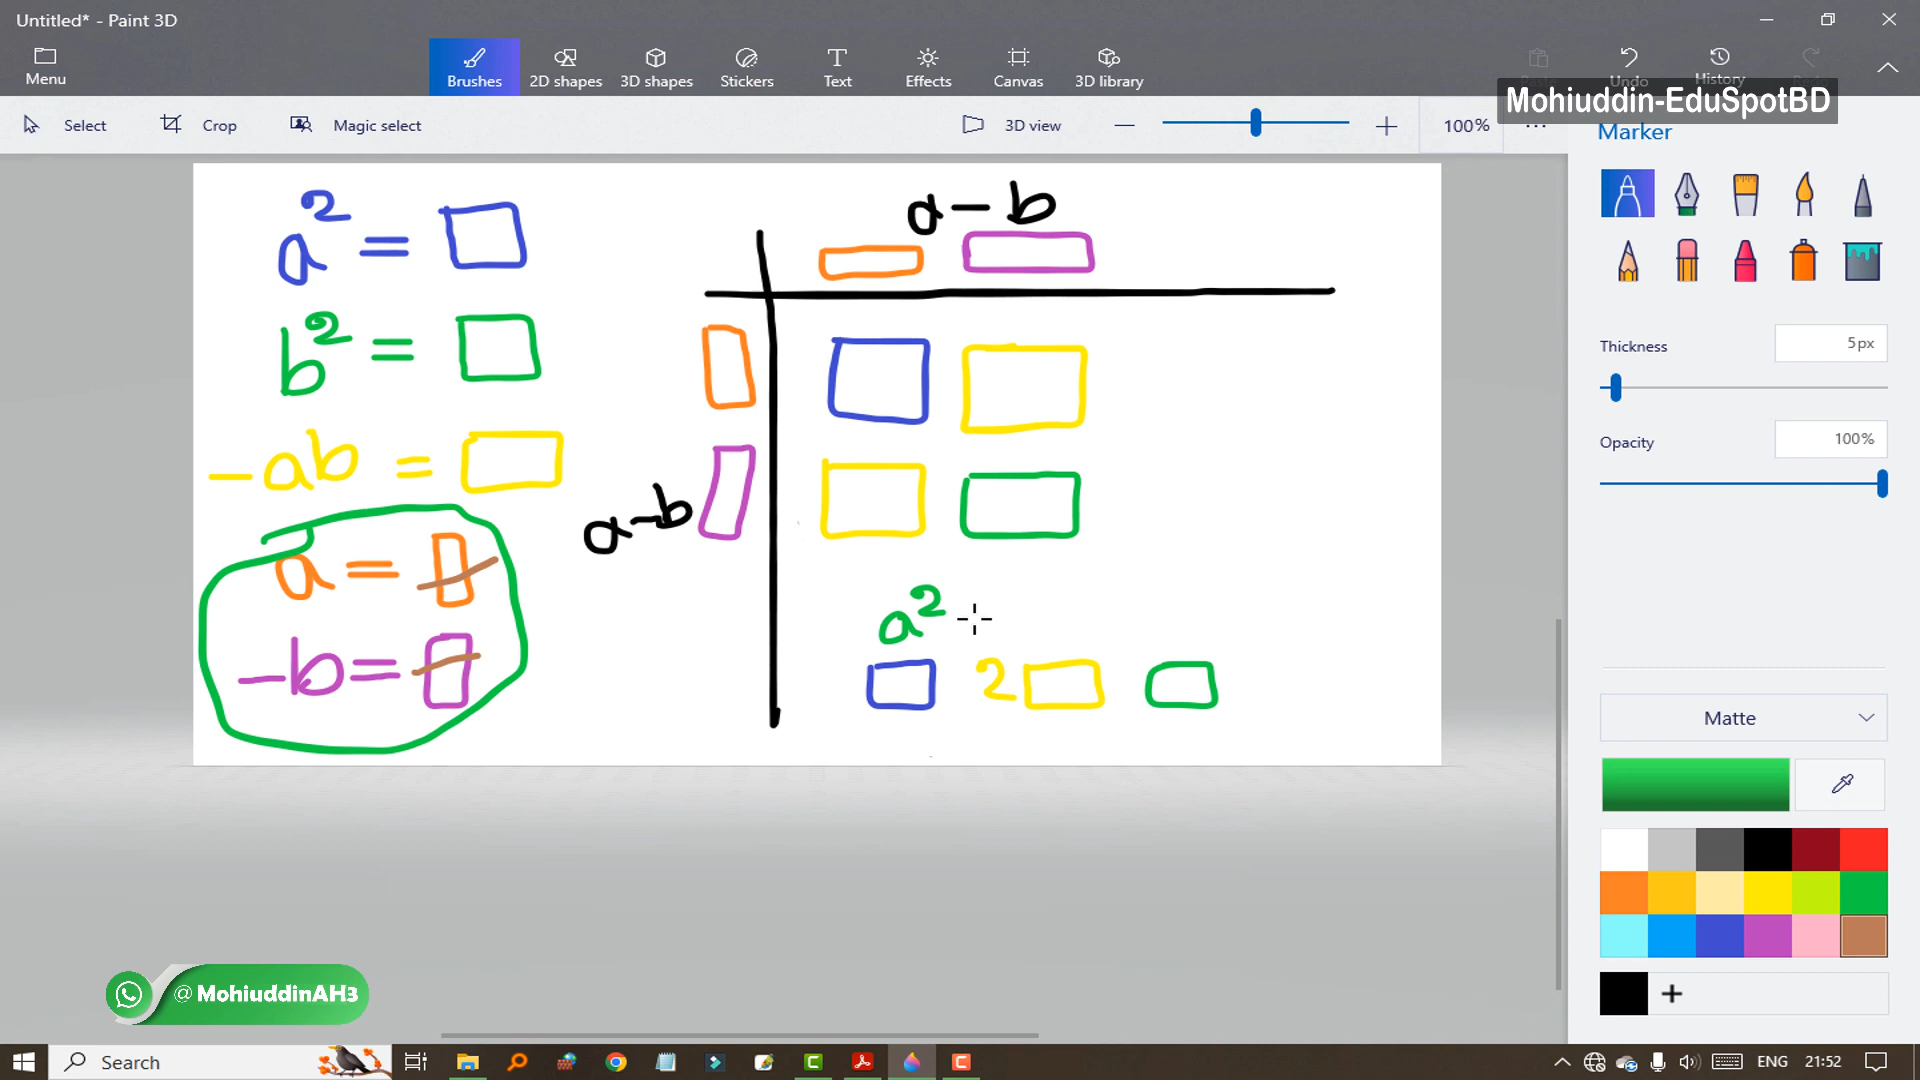 Untitled* - Paint 3D
Menu
Brushes
2D shapes
3D shapes
Stickers
Text
Effects
Canvas
3D library
Undo
History
Mohiuddin-EduSpotBD
Select
Crop
Magic select
3D view
100%
Marker
Thickness
5px
Opacity
100%
Matte
a² =
b² =
-ab =
a =
-b =
a - b
a-b
a²
2
@ MohiuddinAH3
Search
ENG
21:52